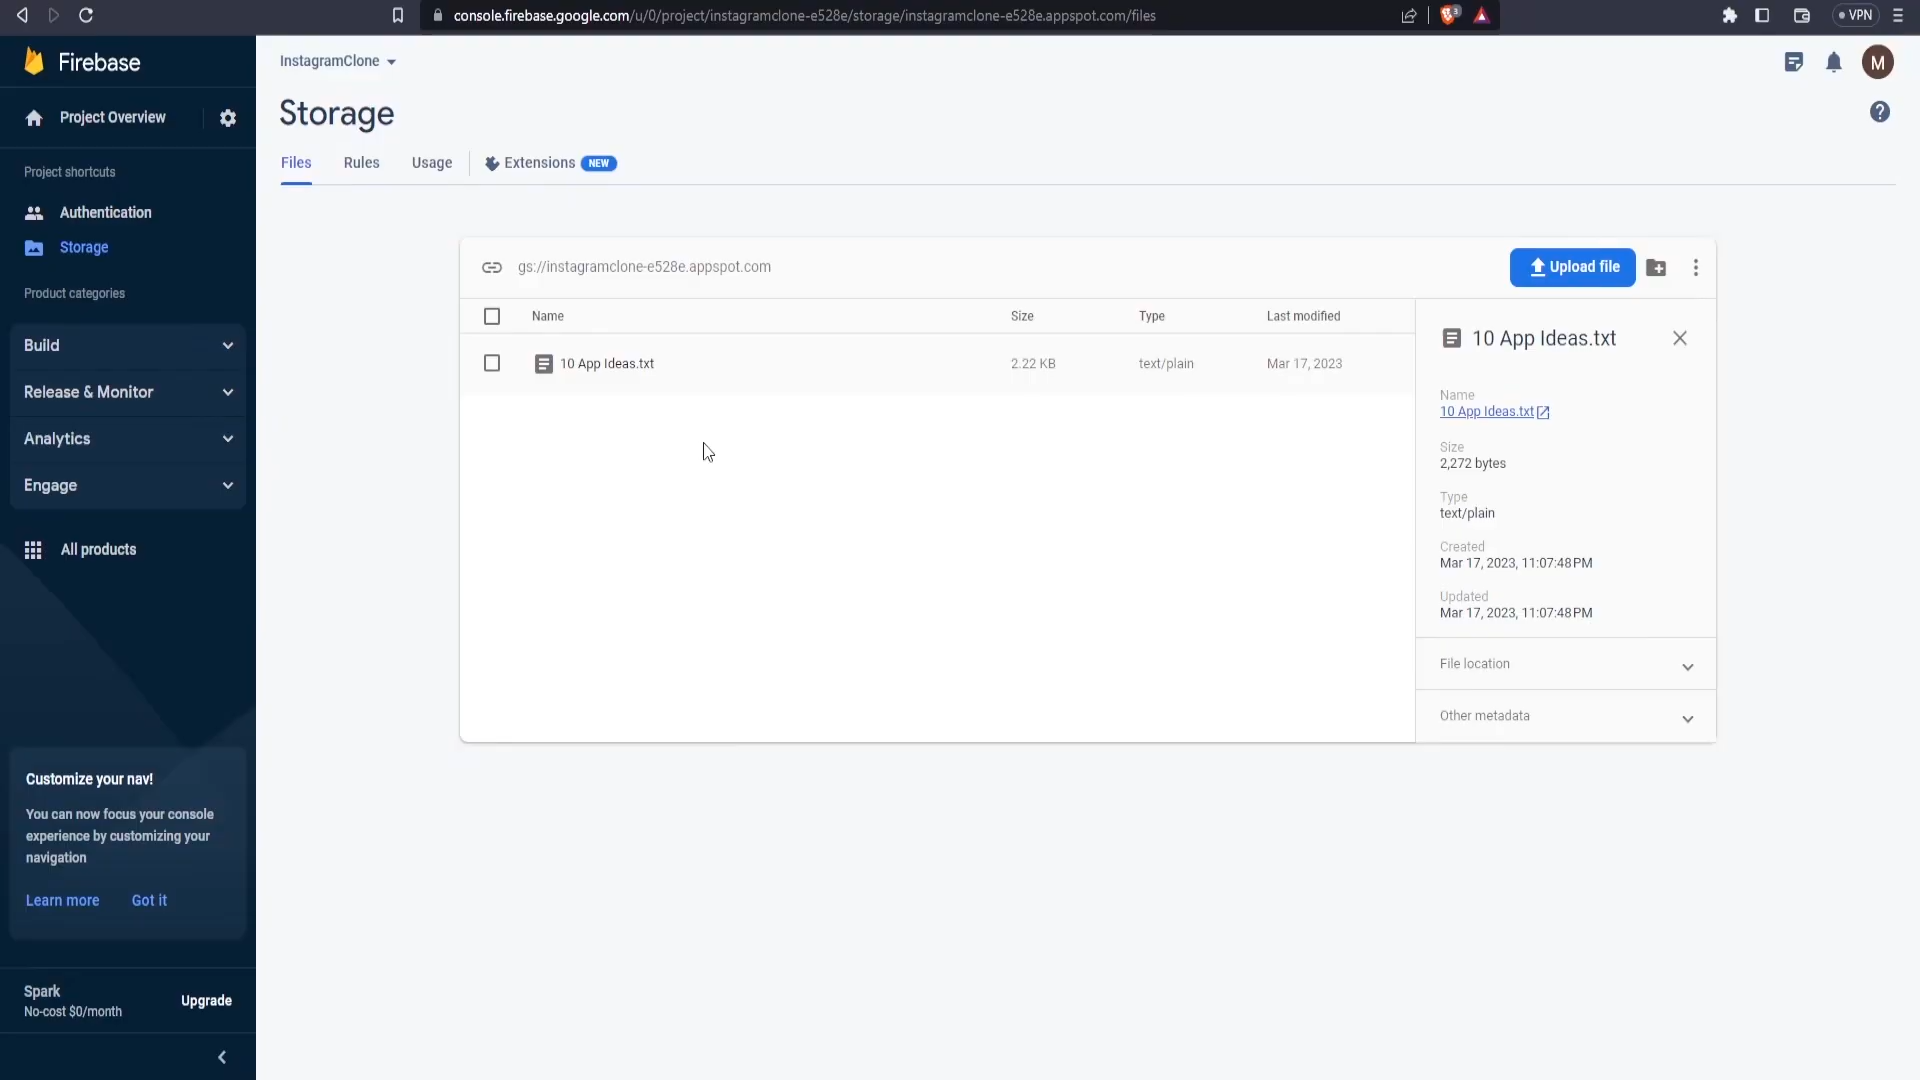 console.firebase.google.com/u/0/project/instagramclone-e528e/storage/instagramclone-e528e.appspot.com/files
3
VPN
Firebase
InstagramClone
M
Project Overview
Storage
Files Rules Usage Extensions NEW
Project shortcuts
Authentication
Storage
Product categories
Build
Release & Monitor
Analytics
Engage
All products
gs://instagramclone-e528e.appspot.com
Upload file
Name Size Type Last modified
10 App Ideas.txt 2.22 KB text/plain Mar 17, 2023
10 App Ideas.txt
Name
10 App Ideas.txt
Size
2,272 bytes
Type
text/plain
Created
Mar 17, 2023, 11:07:48 PM
Updated
Mar 17, 2023, 11:07:48 PM
File location
Other metadata
Customize your nav!
You can now focus your console
experience by customizing your
navigation
Learn more Got it
Spark
No-cost $0/month
Upgrade